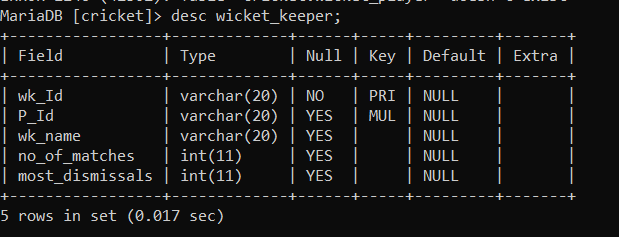 MariaDB [cricket]> desc wicket_keeper;
+-----------------+-------------+------+-----+---------+-------+
| Field           | Type        | Null | Key | Default | Extra |
+-----------------+-------------+------+-----+---------+-------+
| wk_Id           | varchar(20) | NO   | PRI | NULL    |       |
| P_Id            | varchar(20) | YES  | MUL | NULL    |       |
| wk_name         | varchar(20) | YES  |     | NULL    |       |
| no_of_matches   | int(11)     | YES  |     | NULL    |       |
| most_dismissals | int(11)     | YES  |     | NULL    |       |
+-----------------+-------------+------+-----+---------+-------+
5 rows in set (0.017 sec)